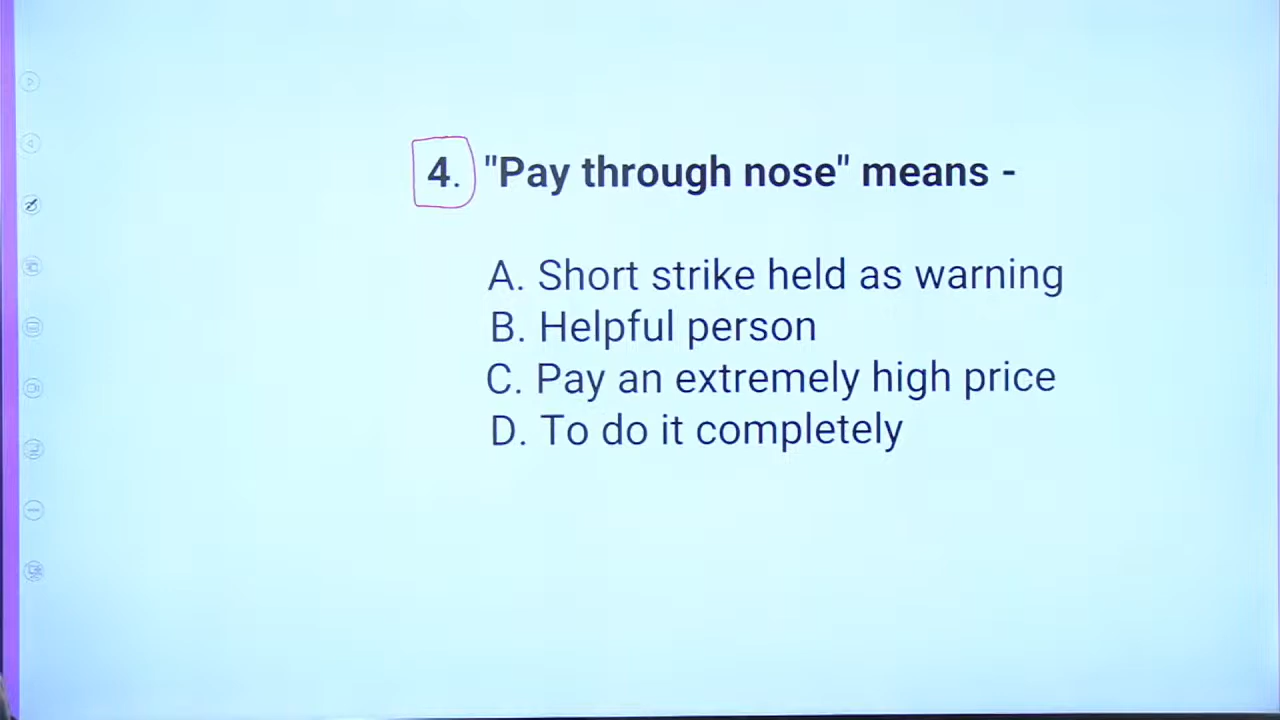 4. "Pay through nose" means -
A. Short strike held as warning
B. Helpful person
C. Pay an extremely high price
D. To do it completely